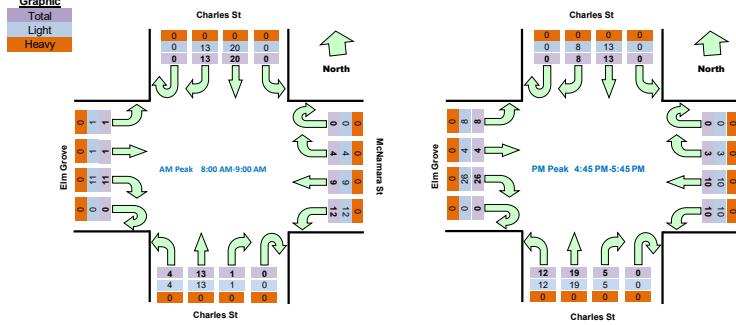 Graphic
Total
Light
Heavy
Charles St
0 0 0 0
0 13 20 0
0 13 20 0
North
Elm Grove
0 1 1
0 1 1
0 11 11
0 0 0
AM Peak 8:00 AM-9:00 AM
0 0 0
4 4 0
9 9 0
12 12 0
McNamara St
4 13 1 0
4 13 1 0
0 0 0 0
Charles St
Charles St
0 0 0 0
0 8 13 0
0 8 13 0
North
Elm Grove
0 8 8
0 4 4
0 26 26
0 0 0
PM Peak 4:45 PM-5:45 PM
0 0 0
3 3 0
10 10 0
10 10 0
12 19 5 0
12 19 5 0
0 0 0 0
Charles St